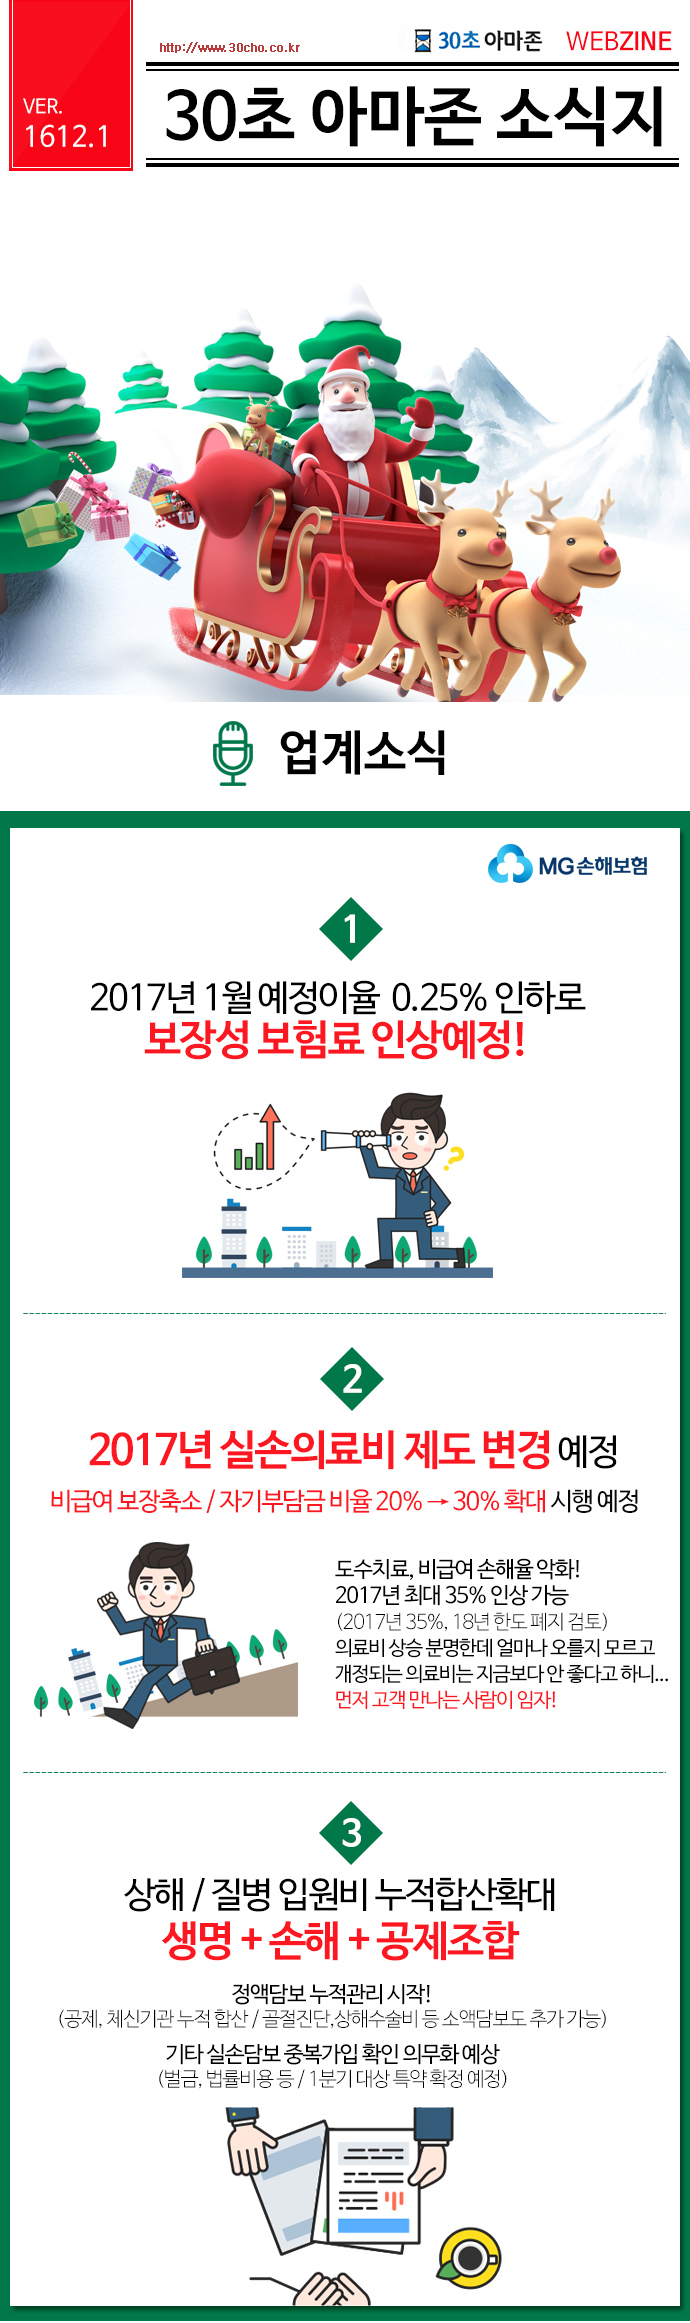 VER.
1612.1
http://www.30cho.co.kr
30초 아마존 WEBZINE
30초 아마존 소식지
업계소식
MG 손해보험
1
2017년 1월 예정이율 0.25% 인하로
보장성 보험료 인상예정!
?
2
2017년 실손의료비 제도 변경 예정
비급여 보장축소 / 자기부담금 비율 20% → 30% 확대 시행 예정
도수치료, 비급여 손해율 악화!
2017년 최대 35% 인상 가능
(2017년 35%, 18년 한도 폐지 검토)
의료비 상승 분명한데 얼마나 오를지 모르고
개정되는 의료비는 지금보다 안 좋다고 하니...
먼저 고객 만나는 사람이 임자!
3
상해 / 질병 입원비 누적합산확대
생명 + 손해 + 공제조합
정액담보 누적관리 시작!
(공제, 체신기관 누적 합산 / 골절진단,상해수술비 등 소액담보도 추가 가능)
기타 실손담보 중복가입 확인 의무화 예상
(벌금, 법률비용 등 / 1분기 대상 특약 확정 예정)